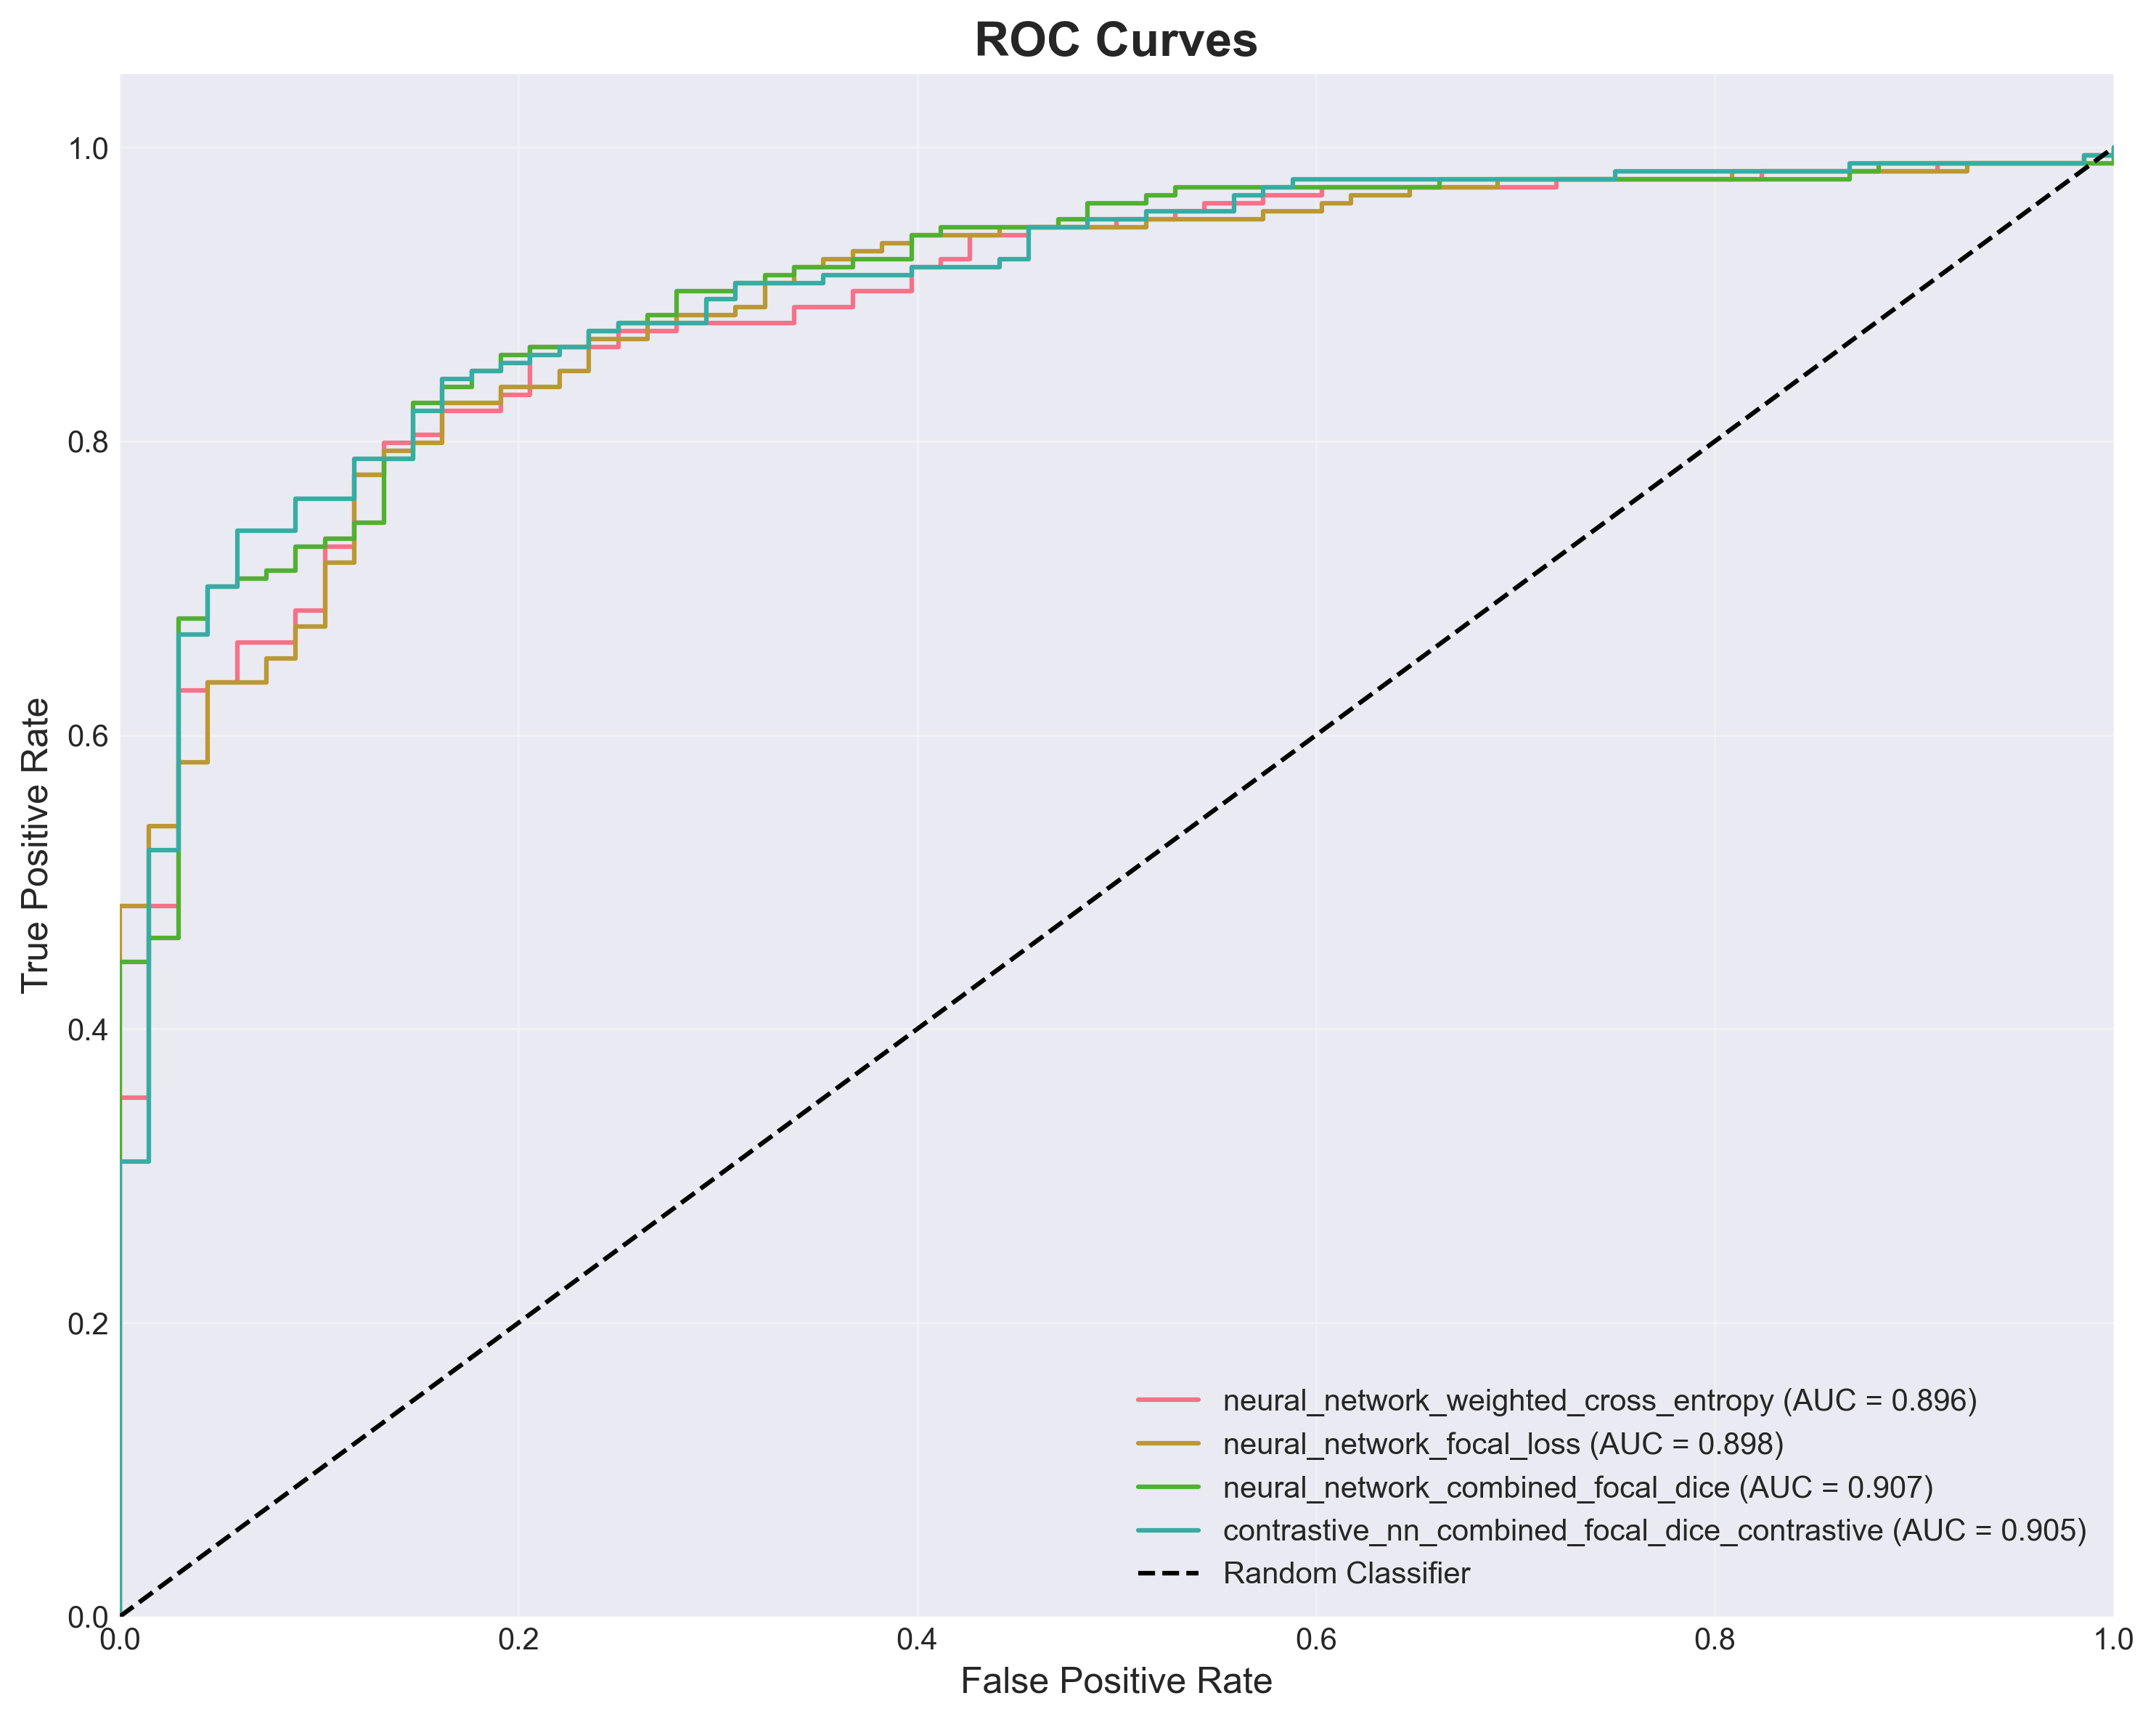 ROC Curves
True Positive Rate
1.0
0.8
0.6
0.4
0.2
0.0
0.0 0.2 0.4 0.6 0.8 1.0
False Positive Rate
neural_network_weighted_cross_entropy (AUC = 0.896)
neural_network_focal_loss (AUC = 0.898)
neural_network_combined_focal_dice (AUC = 0.907)
contrastive_nn_combined_focal_dice_contrastive (AUC = 0.905)
Random Classifier